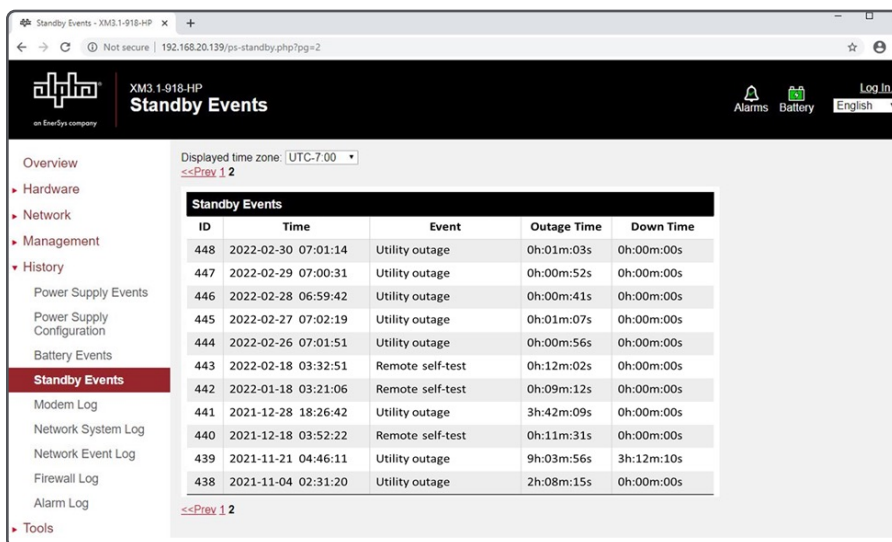 Standby Events - XM3.1-918-HP
Not secure | 192.168.20.139/ps-standby.php?pg=2
alpha
an EnerSys company
XM3.1-918-HP
Standby Events
Alarms Battery
Log In
English
Overview
Hardware
Network
Management
History
Power Supply Events
Power Supply
Configuration
Battery Events
Standby Events
Modem Log
Network System Log
Network Event Log
Firewall Log
Alarm Log
Tools
Displayed time zone: UTC-7:00
<<Prev 1 2
Standby Events
ID Time Event Outage Time Down Time
448 2022-02-30 07:01:14 Utility outage 0h:01m:03s 0h:00m:00s
447 2022-02-29 07:00:31 Utility outage 0h:00m:52s 0h:00m:00s
446 2022-02-28 06:59:42 Utility outage 0h:00m:41s 0h:00m:00s
445 2022-02-27 07:02:19 Utility outage 0h:01m:07s 0h:00m:00s
444 2022-02-26 07:01:51 Utility outage 0h:00m:56s 0h:00m:00s
443 2022-02-18 03:32:51 Remote self-test 0h:12m:02s 0h:00m:00s
442 2022-01-18 03:21:06 Remote self-test 0h:09m:12s 0h:00m:00s
441 2021-12-28 18:26:42 Utility outage 3h:42m:09s 0h:00m:00s
440 2021-12-18 03:52:22 Remote self-test 0h:11m:31s 0h:00m:00s
439 2021-11-21 04:46:11 Utility outage 9h:03m:56s 3h:12m:10s
438 2021-11-04 02:31:20 Utility outage 2h:08m:15s 0h:00m:00s
<<Prev 1 2